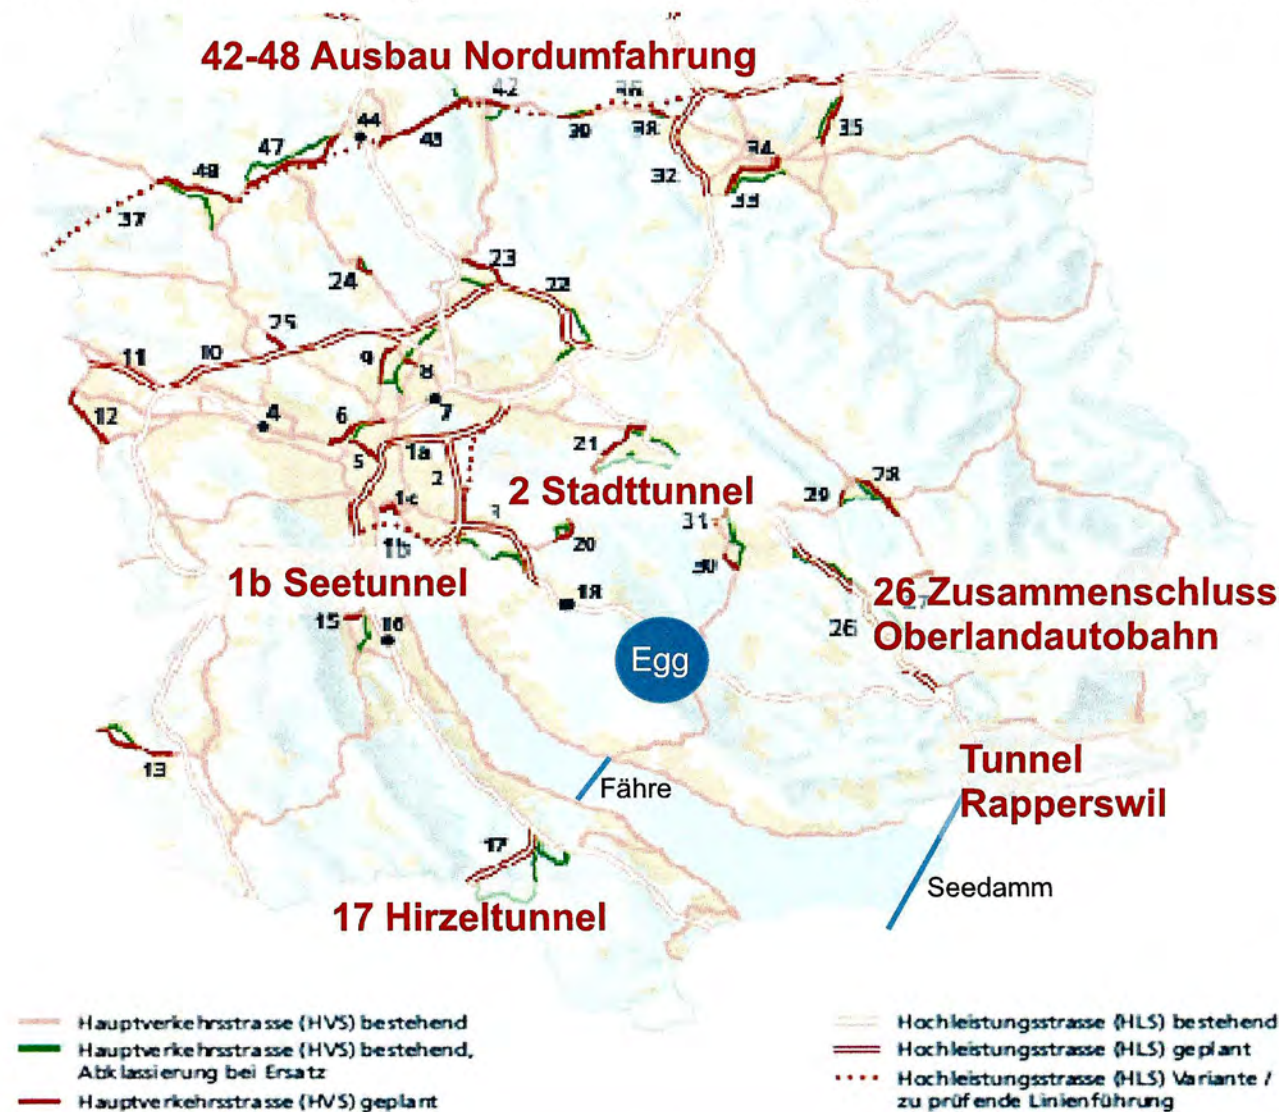 42-48 Ausbau Nordumfahrung
42
36
44
43
39
38
35
47
34
48
32
33
37
23
24
22
25
11
10
9
8
12
4
6
7
21
5
1a
2
2 Stadttunnel
28
29
1c
3
31
1b
20
30
1b Seetunnel
18
26 Zusammenschluss
27
Oberlandautobahn
15
16
26
Egg
13
Tunnel
Rapperswil
Fähre
17
Seedamm
17 Hirzeltunnel
Hauptverkehrsstrasse (HVS) bestehend
Hauptverkehrsstrasse (HVS) bestehend,
Abklassierung bei Ersatz
Hauptverkehrsstrasse (HVS) geplant
Hochleistungsstrasse (HLS) bestehend
Hochleistungsstrasse (HLS) geplant
Hochleistungsstrasse (HLS) Variante /
zu prüfende Linienführung